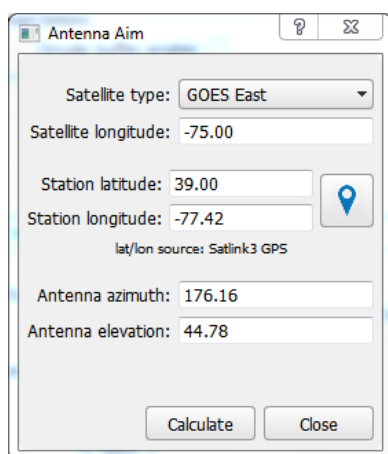 Antenna Aim
Satellite type: GOES East
Satellite longitude: -75.00
Station latitude: 39.00
Station longitude: -77.42
lat/lon source: Satlink3 GPS
Antenna azimuth: 176.16
Antenna elevation: 44.78
Calculate Close